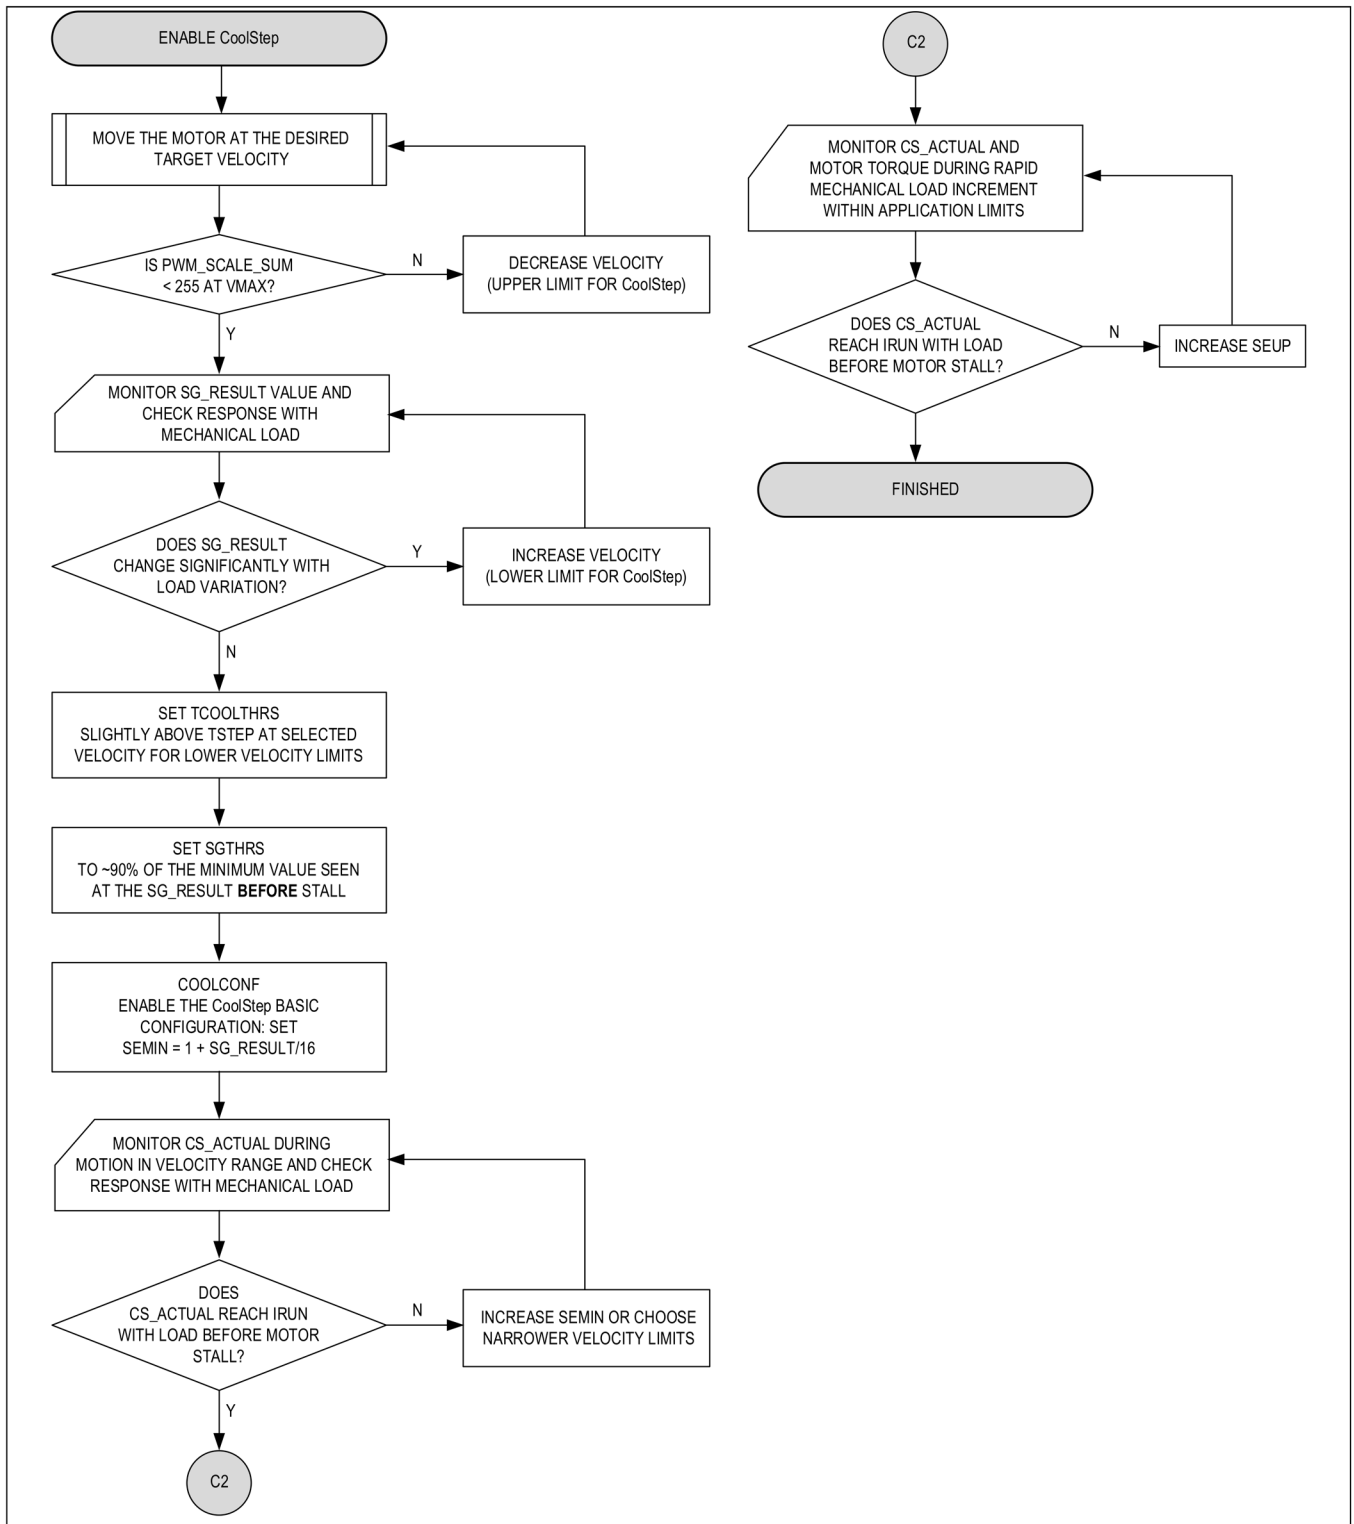 ENABLE CoolStep
MOVE THE MOTOR AT THE DESIRED
TARGET VELOCITY
IS PWM_SCALE_SUM
< 255 AT VMAX?
N
DECREASE VELOCITY
(UPPER LIMIT FOR CoolStep)
Y
MONITOR SG_RESULT VALUE AND
CHECK RESPONSE WITH
MECHANICAL LOAD
DOES SG_RESULT
CHANGE SIGNIFICANTLY WITH
LOAD VARIATION?
Y
INCREASE VELOCITY
(LOWER LIMIT FOR CoolStep)
N
SET TCOOLTHRS
SLIGHTLY ABOVE TSTEP AT SELECTED
VELOCITY FOR LOWER VELOCITY LIMITS
SET SGTHRS
TO ~90% OF THE MINIMUM VALUE SEEN
AT THE SG_RESULT BEFORE STALL
COOLCONF
ENABLE THE CoolStep BASIC
CONFIGURATION: SET
SEMIN = 1 + SG_RESULT/16
MONITOR CS_ACTUAL DURING
MOTION IN VELOCITY RANGE AND CHECK
RESPONSE WITH MECHANICAL LOAD
DOES
CS_ACTUAL REACH IRUN
WITH LOAD BEFORE MOTOR
STALL?
N
INCREASE SEMIN OR CHOOSE
NARROWER VELOCITY LIMITS
Y
C2
C2
MONITOR CS_ACTUAL AND
MOTOR TORQUE DURING RAPID
MECHANICAL LOAD INCREMENT
WITHIN APPLICATION LIMITS
DOES CS_ACTUAL
REACH IRUN WITH LOAD
BEFORE MOTOR STALL?
N
INCREASE SEUP
FINISHED